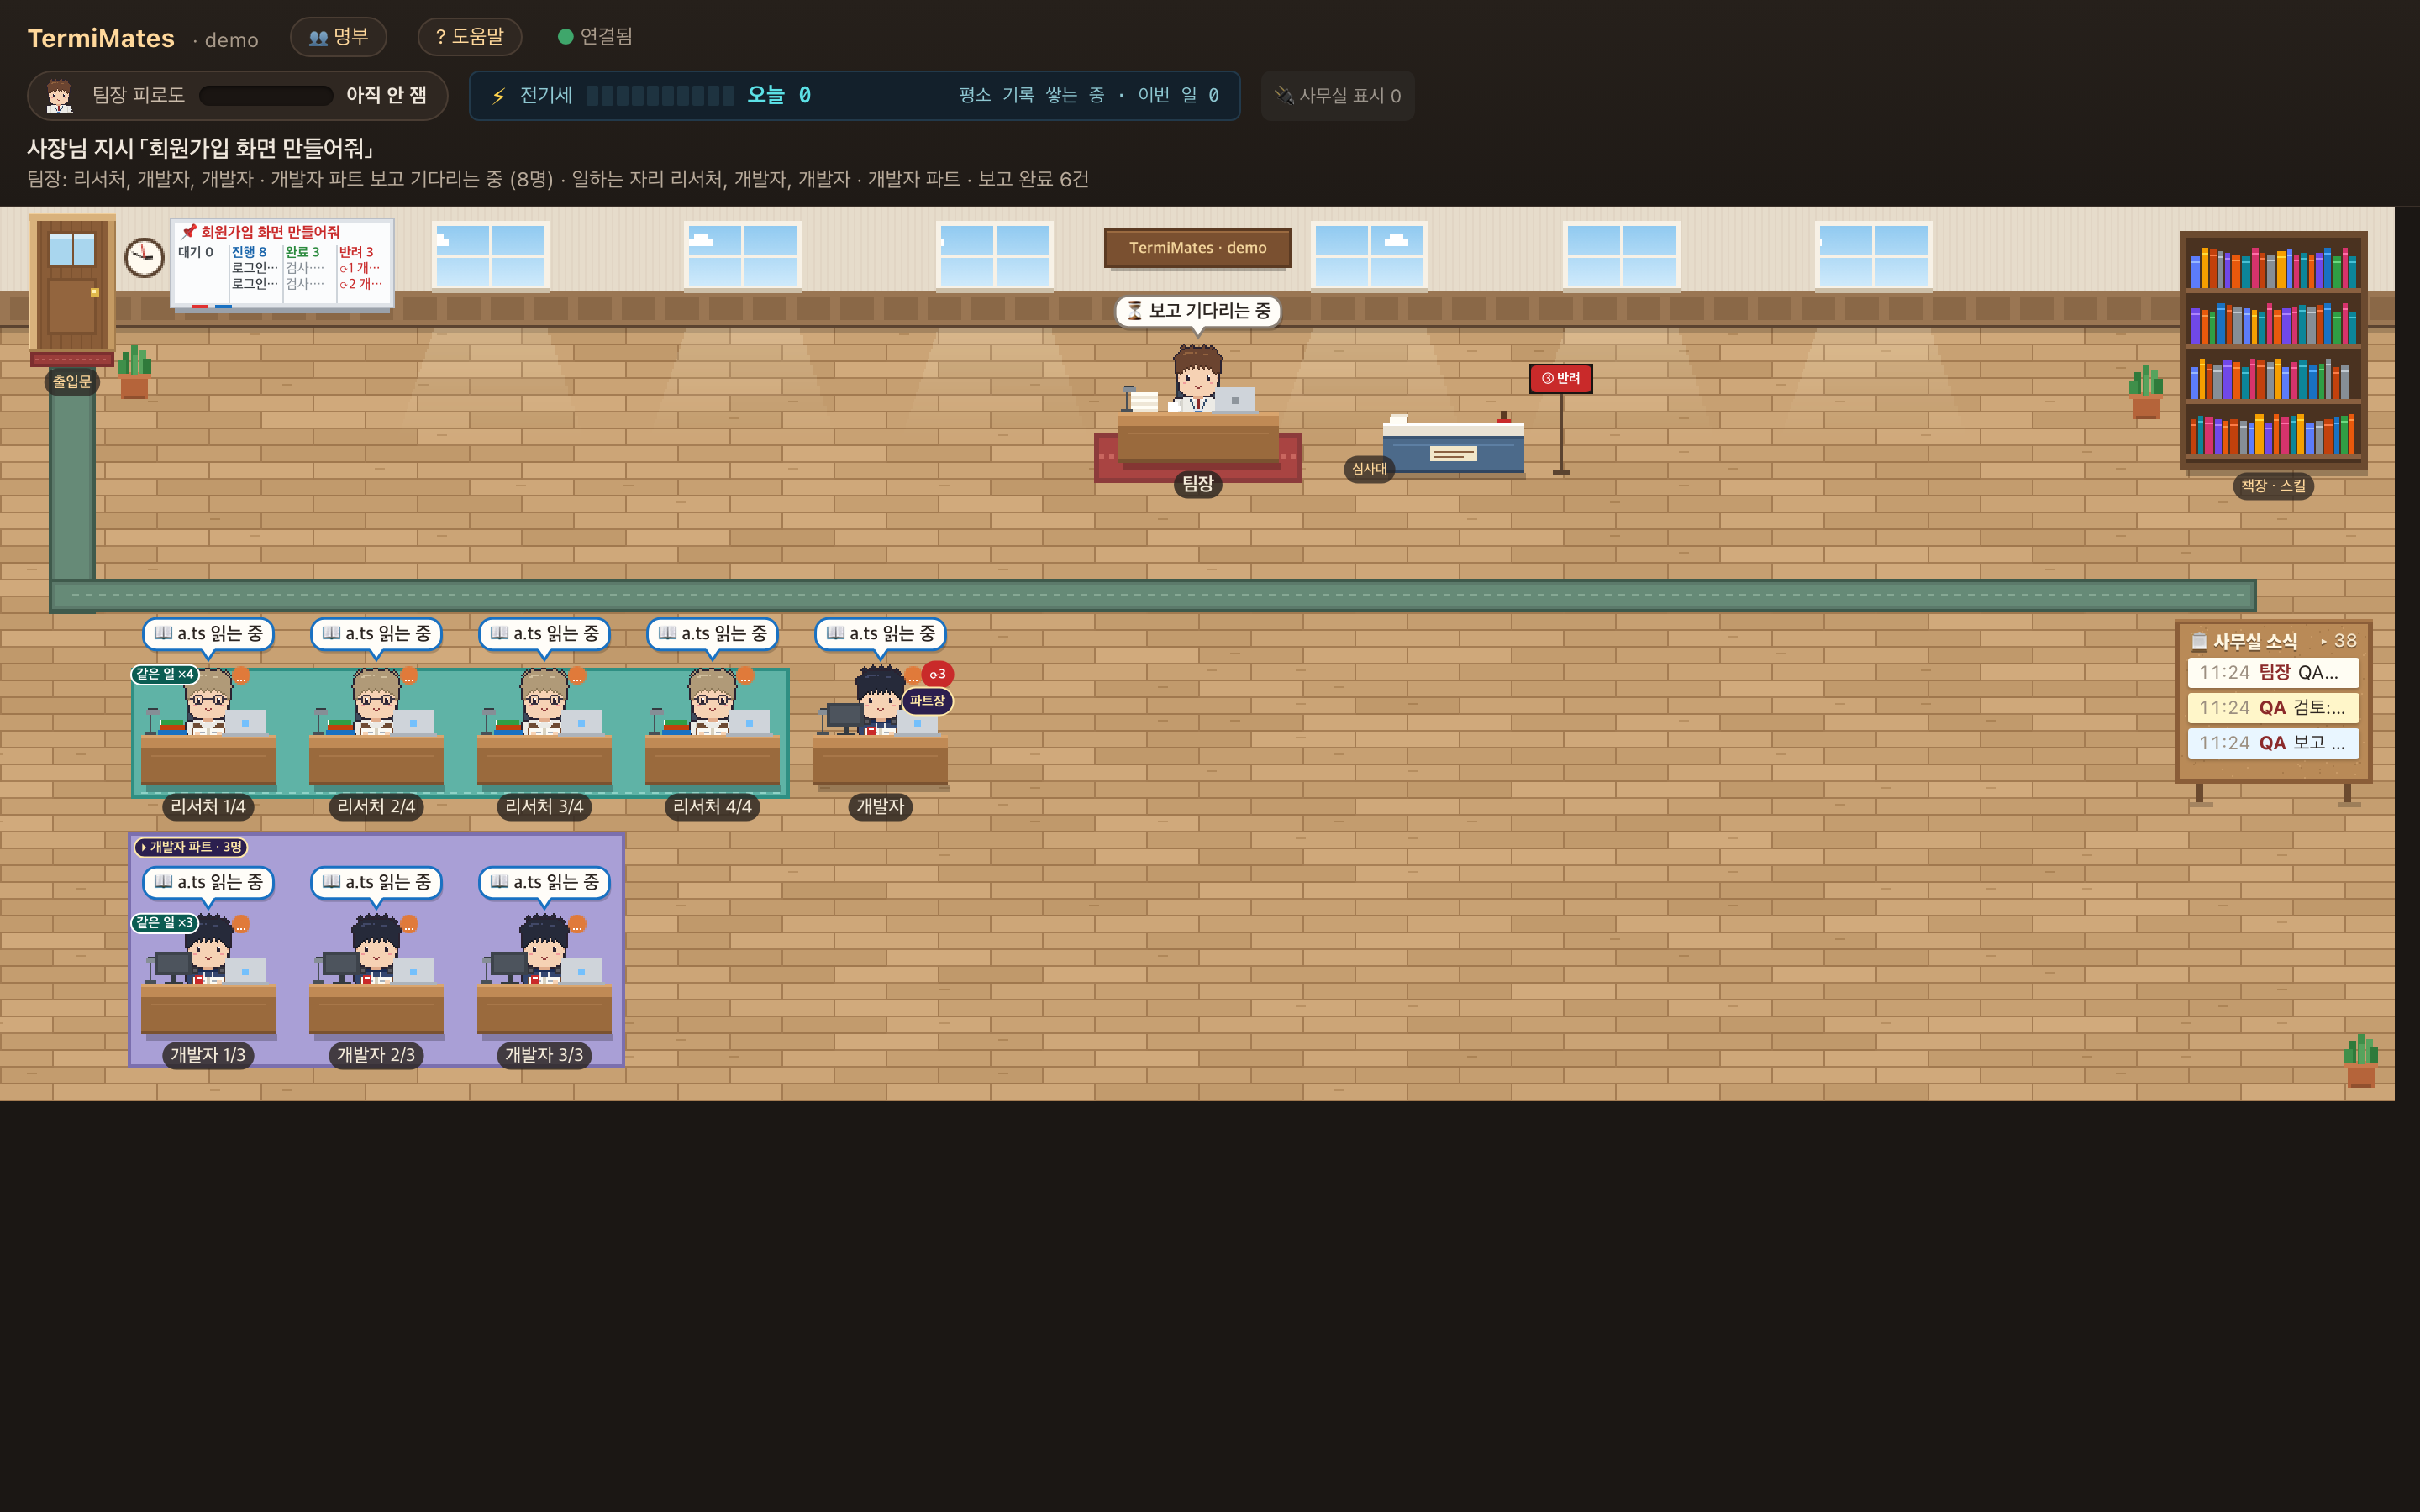 TermiMates · demo 👥 명부 ? 도움말 연결됨
팀장 피로도 아직 안 잼 ⚡ 전기세 오늘 0 평소 기록 쌓는 중 · 이번 일 0 🔌 사무실 표시 0
사장님 지시 「회원가입 화면 만들어줘」
팀장: 리서처, 개발자, 개발자 · 개발자 파트 보고 기다리는 중 (8명) · 일하는 자리 리서처, 개발자, 개발자 · 개발자 파트 · 보고 완료 6건
📌 회원가입 화면 만들어줘
대기 0 진행 8 완료 3 반려 3
로그인… 검사… ⟳1 개…
로그인… 검사… ⟳2 개…
TermiMates · demo
⏳ 보고 기다리는 중
③ 반려
출입문
심사대
팀장
책장 · 스킬
📖 a.ts 읽는 중 📖 a.ts 읽는 중 📖 a.ts 읽는 중 📖 a.ts 읽는 중 📖 a.ts 읽는 중
같은 일 ×4 … … … … … ⟳3
파트장
리서처 1/4 리서처 2/4 리서처 3/4 리서처 4/4 개발자
📋 사무실 소식 ▸ 38
11:24 팀장 QA...
11:24 QA 검토:...
11:24 QA 보고 ...
▸ 개발자 파트 · 3명
📖 a.ts 읽는 중 📖 a.ts 읽는 중 📖 a.ts 읽는 중
같은 일 ×3 … … …
개발자 1/3 개발자 2/3 개발자 3/3